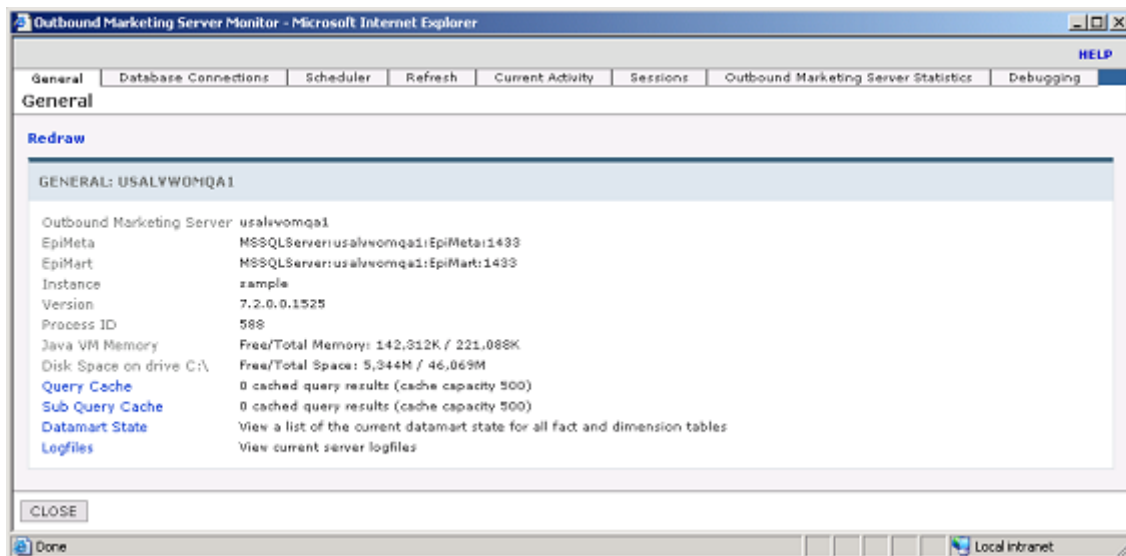 Outbound Marketing Server Monitor - Microsoft Internet Explorer
HELP
General Database Connections Scheduler Refresh Current Activity Sessions Outbound Marketing Server Statistics Debugging
General
Redraw
GENERAL: USALVWOMQA1
Outbound Marketing Server usalvwomqa1
EpiMeta MSSQLServer:usalvwomqa1:EpiMeta:1433
EpiMart MSSQLServer:usalvwomqa1:EpiMart:1433
Instance sample
Version 7.2.0.0.1525
Process ID 588
Java VM Memory Free/Total Memory: 142,312K / 221,088K
Disk Space on drive C:\ Free/Total Space: 5,344M / 46,069M
Query Cache 0 cached query results (cache capacity 500)
Sub Query Cache 0 cached query results (cache capacity 500)
Datamart State View a list of the current datamart state for all fact and dimension tables
Logfiles View current server logfiles
CLOSE
Done Local intranet